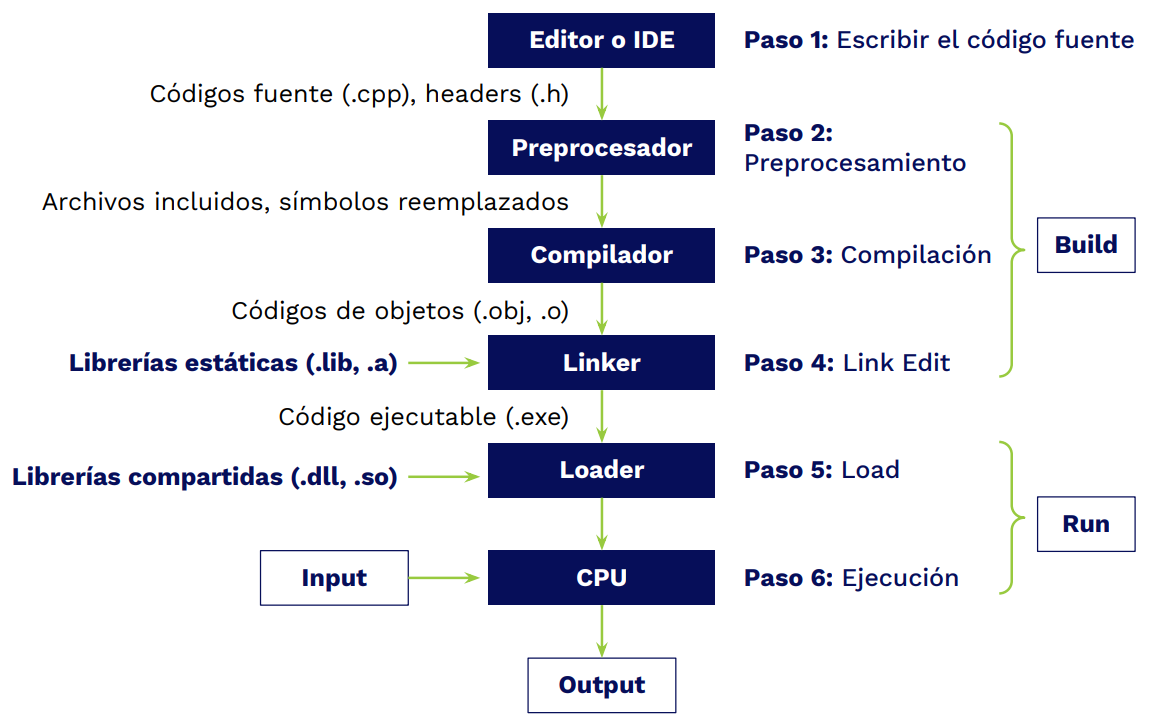 Editor o IDE
Paso 1: Escribir el código fuente
Códigos fuente (.cpp), headers (.h)
Preprocesador
Paso 2:
Preprocesamiento
Archivos incluidos, símbolos reemplazados
Compilador
Paso 3: Compilación
Build
Códigos de objetos (.obj, .o)
Librerías estáticas (.lib, .a)
Linker
Paso 4: Link Edit
Código ejecutable (.exe)
Librerías compartidas (.dll, .so)
Loader
Paso 5: Load
Run
Input
CPU
Paso 6: Ejecución
Output